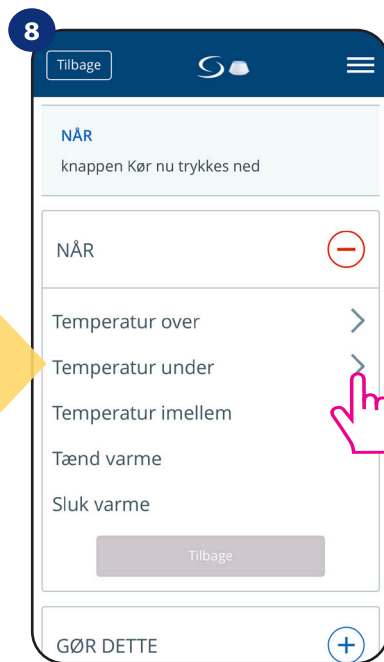 8
Tilbage
NÅR
knappen Kør nu trykkes ned
NÅR
Temperatur over
Temperatur under
Temperatur imellem
Tænd varme
Sluk varme
Tilbage
GØR DETTE